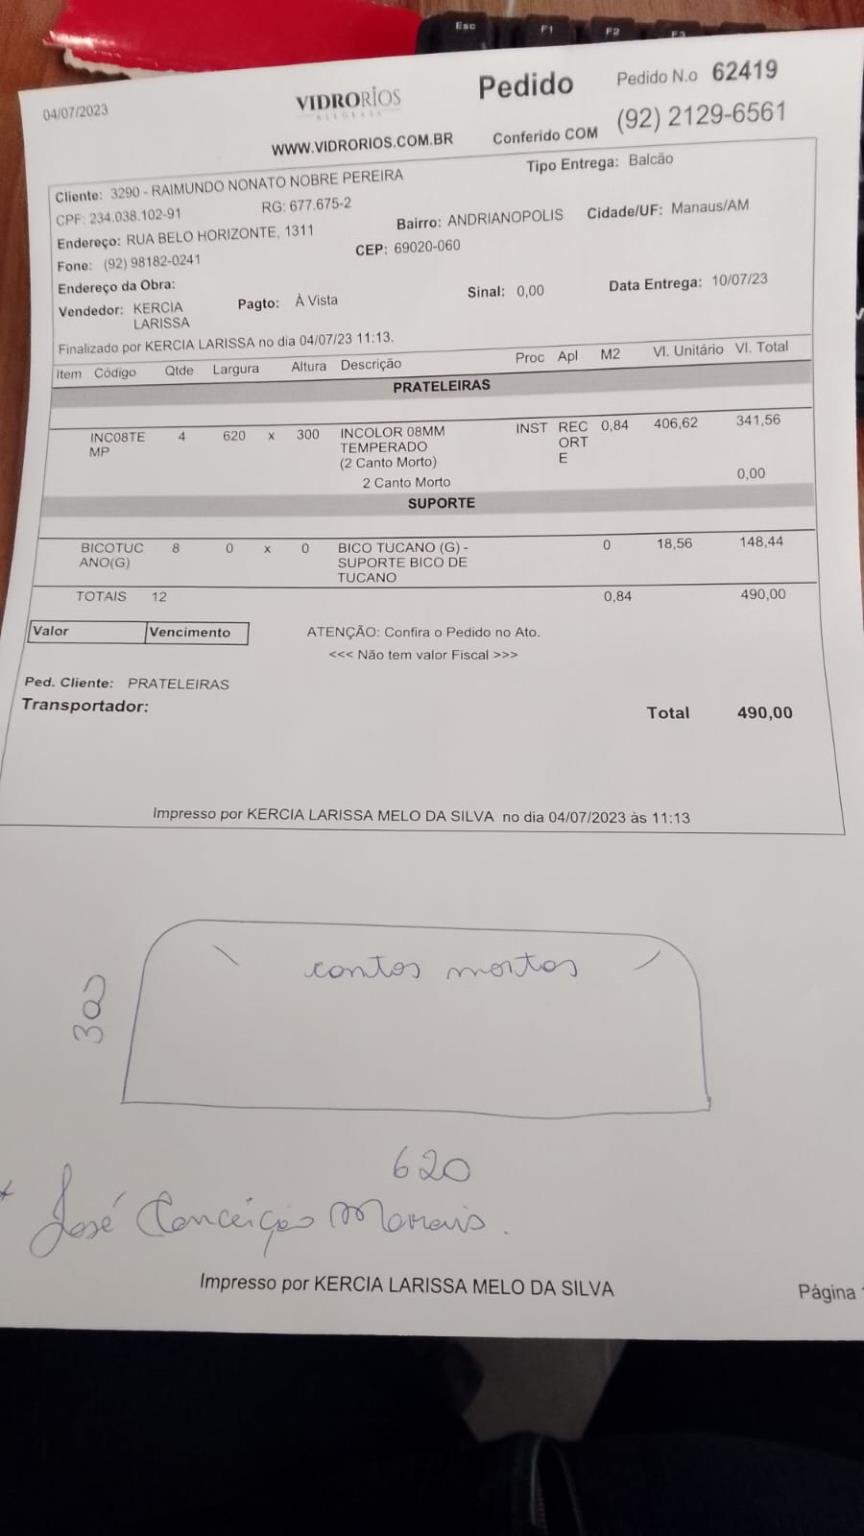 Esc F1 F2 F3
04/07/2023 VIDRORIOS Pedido Pedido N.o 62419
WWW.VIDRORIOS.COM.BR Conferido COM (92) 2129-6561
Cliente: 3290 - RAIMUNDO NONATO NOBRE PEREIRA Tipo Entrega: Balcão
CPF: 234.038.102-91 RG: 677.675-2
Endereço: RUA BELO HORIZONTE, 1311 Bairro: ANDRIANOPOLIS Cidade/UF: Manaus/AM
Fone: (92) 98182-0241 CEP: 69020-060
Endereço da Obra:
Vendedor: KERCIA LARISSA Pagto: À Vista Sinal: 0,00 Data Entrega: 10/07/23
Finalizado por KERCIA LARISSA no dia 04/07/23 11:13.
Item Código Qtde Largura Altura Descrição Proc Apl M2 Vl. Unitário Vl. Total
PRATELEIRAS
INC08TE 4 620 x 300 INCOLOR 08MM INST REC 0,84 406,62 341,56
MP TEMPERADO ORT
(2 Canto Morto) E
2 Canto Morto 0,00
SUPORTE
BICOTUC 8 0 x 0 BICO TUCANO (G) - 0 18,56 148,44
ANO(G) SUPORTE BICO DE
TUCANO
TOTAIS 12 0,84 490,00
Valor Vencimento ATENÇÃO: Confira o Pedido no Ato.
<<< Não tem valor Fiscal >>>
Ped. Cliente: PRATELEIRAS
Transportador: Total 490,00
Impresso por KERCIA LARISSA MELO DA SILVA no dia 04/07/2023 às 11:13
cantos mortos
300
620
José Conceição Morais.
Impresso por KERCIA LARISSA MELO DA SILVA
Página